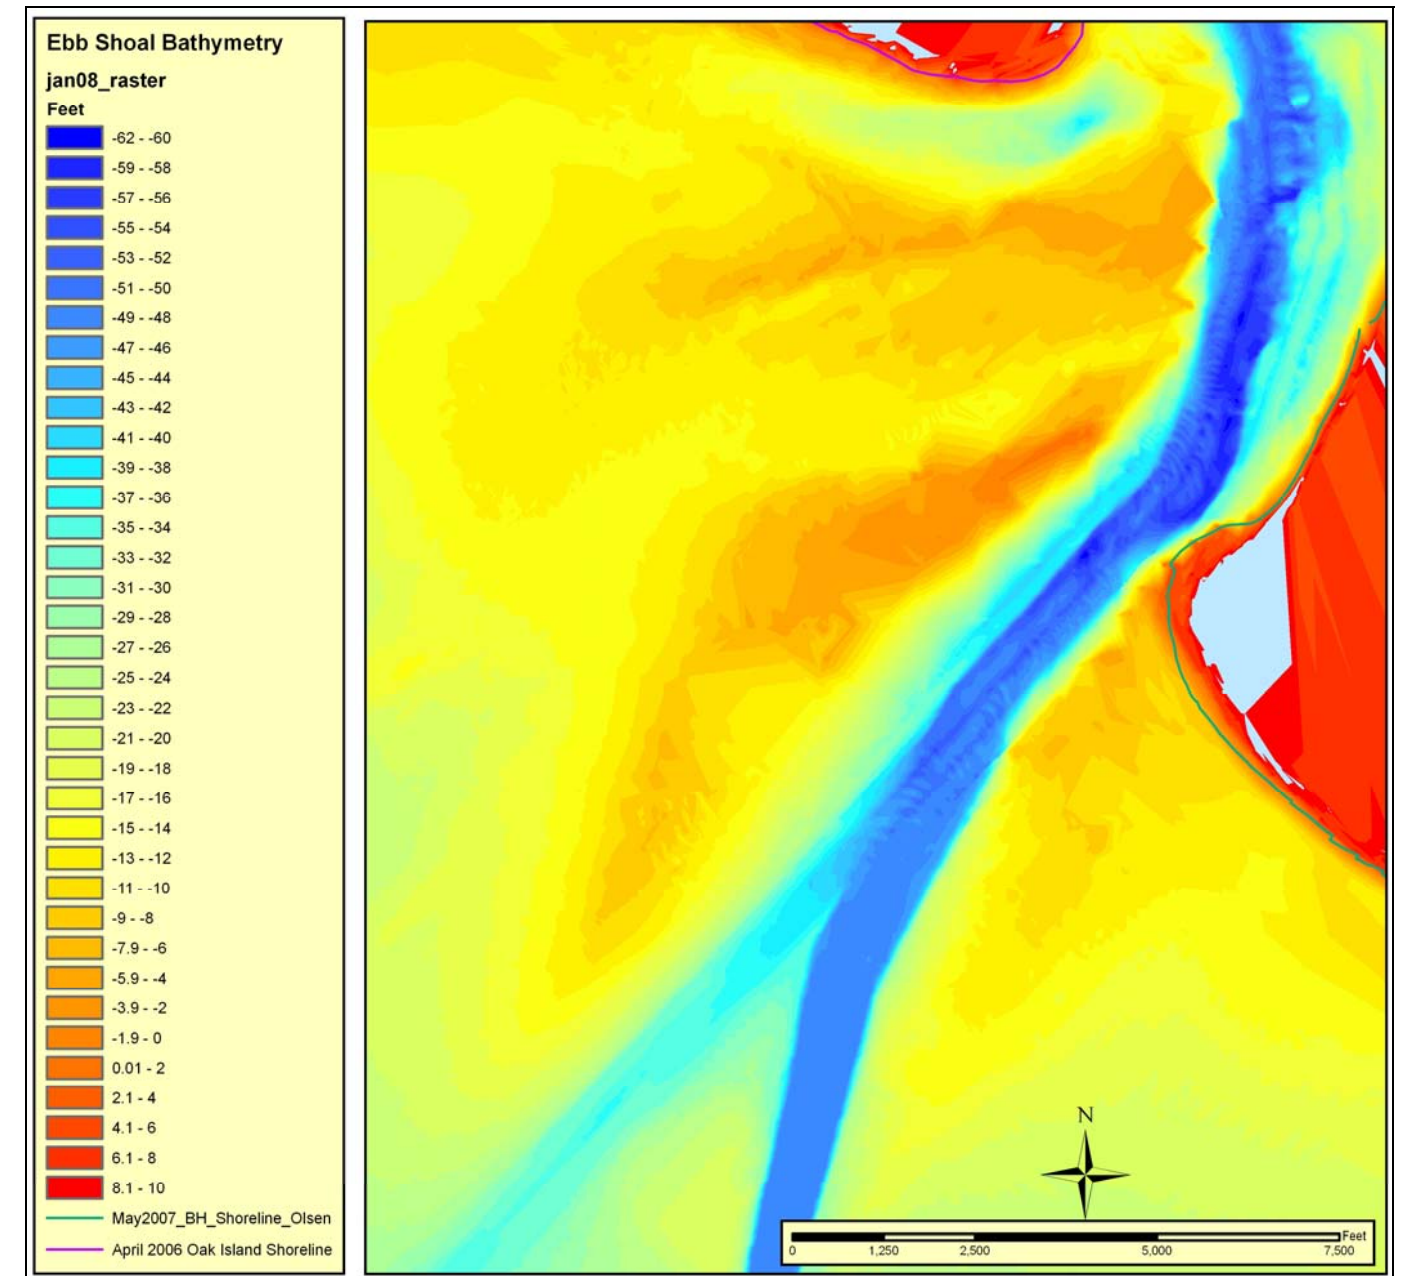 Ebb Shoal Bathymetry
jan08_raster
Feet
-62 - -60
-59 - -58
-57 - -56
-55 - -54
-53 - -52
-51 - -50
-49 - -48
-47 - -46
-45 - -44
-43 - -42
-41 - -40
-39 - -38
-37 - -36
-35 - -34
-33 - -32
-31 - -30
-29 - -28
-27 - -26
-25 - -24
-23 - -22
-21 - -20
-19 - -18
-17 - -16
-15 - -14
-13 - -12
-11 - -10
-9 - -8
-7.9 - -6
-5.9 - -4
-3.9 - -2
-1.9 - 0
0.01 - 2
2.1 - 4
4.1 - 6
6.1 - 8
8.1 - 10
May2007_BH_Shoreline_Olsen
April 2006 Oak Island Shoreline
N
Feet
0 1,250 2,500 5,000 7,500